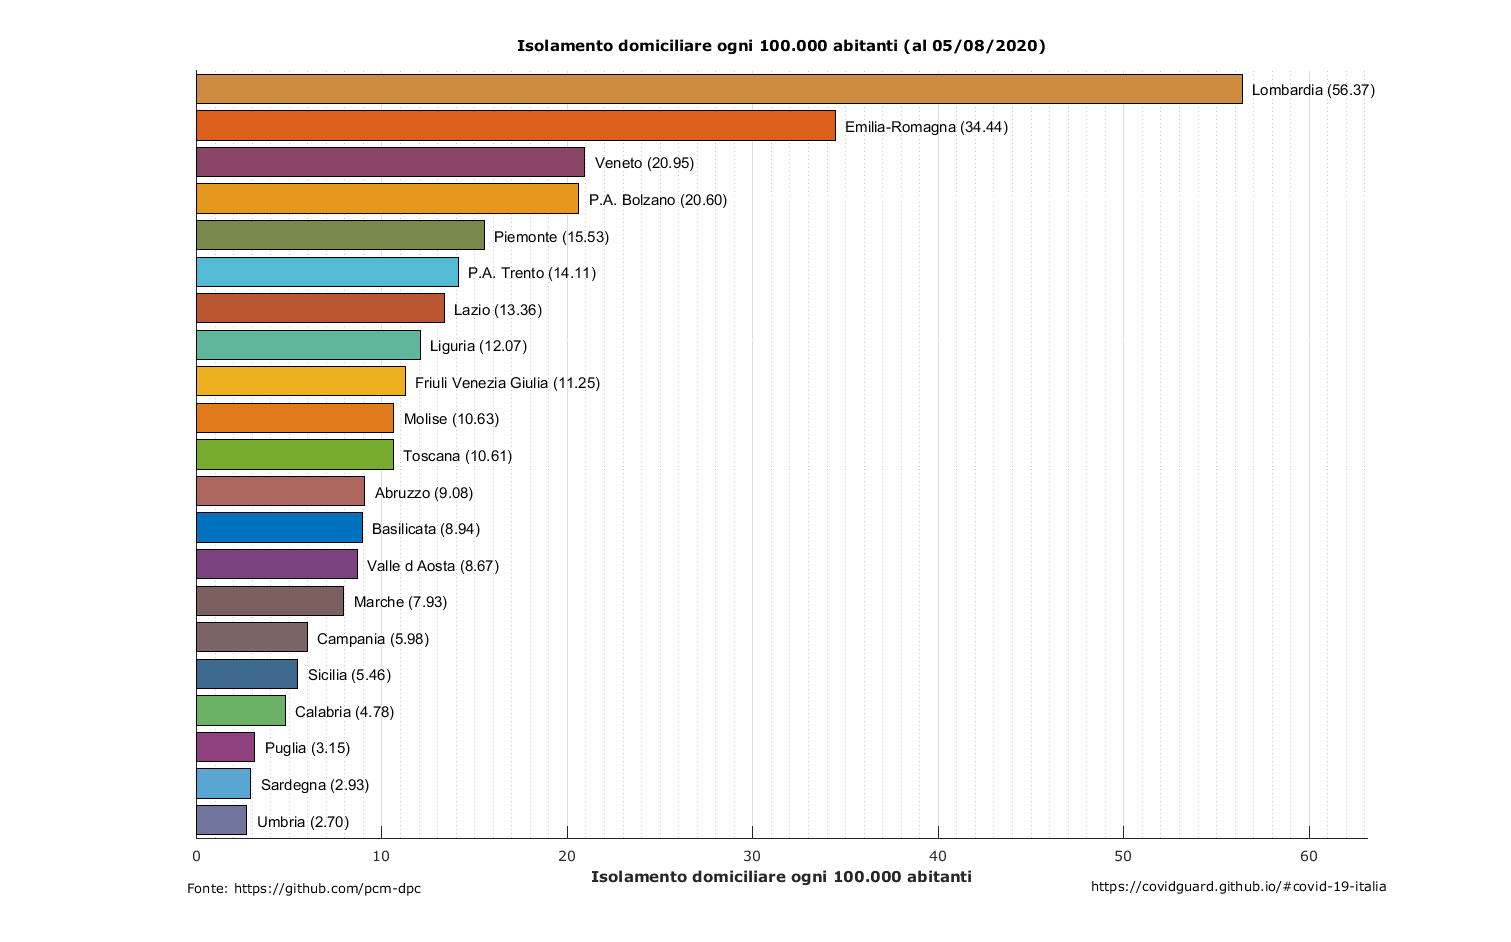 Isolamento domiciliare ogni 100.000 abitanti (al 05/08/2020)
Lombardia (56.37)
Emilia-Romagna (34.44)
Veneto (20.95)
P.A. Bolzano (20.60)
Piemonte (15.53)
P.A. Trento (14.11)
Lazio (13.36)
Liguria (12.07)
Friuli Venezia Giulia (11.25)
Molise (10.63)
Toscana (10.61)
Abruzzo (9.08)
Basilicata (8.94)
Valle d Aosta (8.67)
Marche (7.93)
Campania (5.98)
Sicilia (5.46)
Calabria (4.78)
Puglia (3.15)
Sardegna (2.93)
Umbria (2.70)
0 10 20 30 40 50 60
Isolamento domiciliare ogni 100.000 abitanti
Fonte: https://github.com/pcm-dpc
https://covidguard.github.io/#covid-19-italia